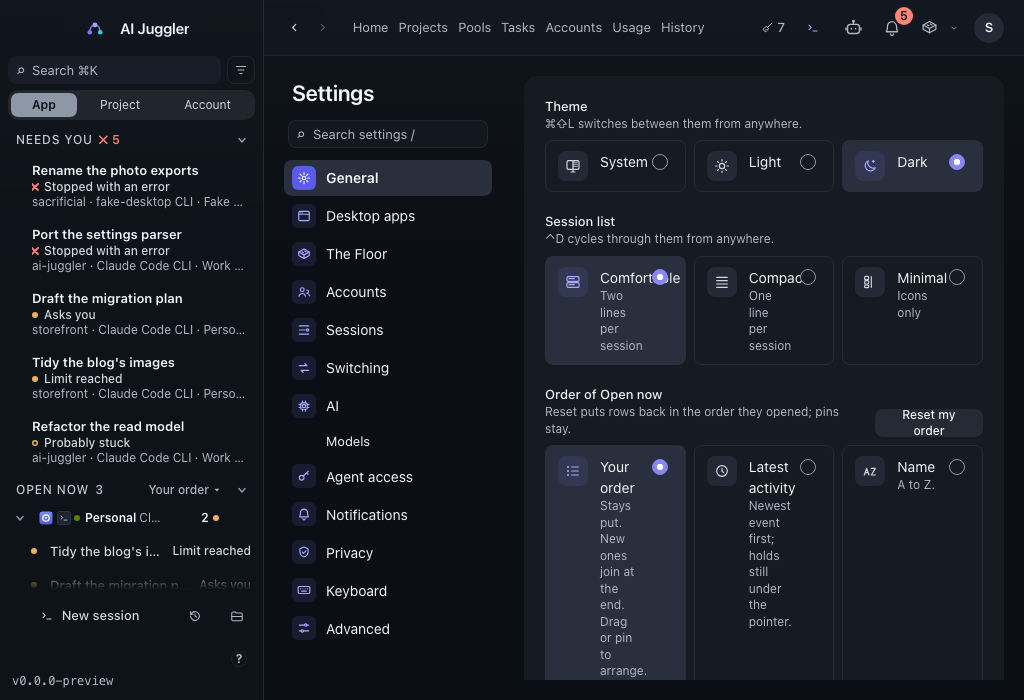 AI Juggler
Search ⌘K
App Project Account
NEEDS YOU 5
Rename the photo exports
Stopped with an error
sacrificial · fake-desktop CLI · Fake ...
Port the settings parser
Stopped with an error
ai-juggler · Claude Code CLI · Work ...
Draft the migration plan
Asks you
storefront · Claude Code CLI · Perso...
Tidy the blog's images
Limit reached
storefront · Claude Code CLI · Perso...
Refactor the read model
Probably stuck
ai-juggler · Claude Code CLI · Work ...
OPEN NOW 3 Your order
Personal Cl... 2
Tidy the blog's i... Limit reached
Draft the migration p... Asks you
New session
?
v0.0.0-preview
Home Projects Pools Tasks Accounts Usage History
7
5
S
Settings
Search settings /
General
Desktop apps
The Floor
Accounts
Sessions
Switching
AI
Models
Agent access
Notifications
Privacy
Keyboard
Advanced
Theme
⌘⇧L switches between them from anywhere.
System
Light
Dark
Session list
^D cycles through them from anywhere.
Comfortable
Two
lines
per
session
Compact
One
line
per
session
Minimal
Icons
only
Order of Open now
Reset puts rows back in the order they opened; pins
stay.
Reset my
order
Your
order
Stays
put.
New
ones
join at
the
end.
Drag
or pin
to
arrange.
Latest
activity
Newest
event
first;
holds
still
under
the
pointer.
AZ
Name
A to Z.